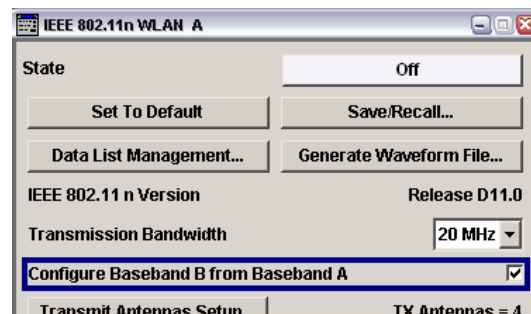 IEEE 802.11n WLAN A
State Off
Set To Default Save/Recall...
Data List Management... Generate Waveform File...
IEEE 802.11 n Version Release D11.0
Transmission Bandwidth 20 MHz
Configure Baseband B from Baseband A
Transmit Antennas Setup TX Antennas = 4